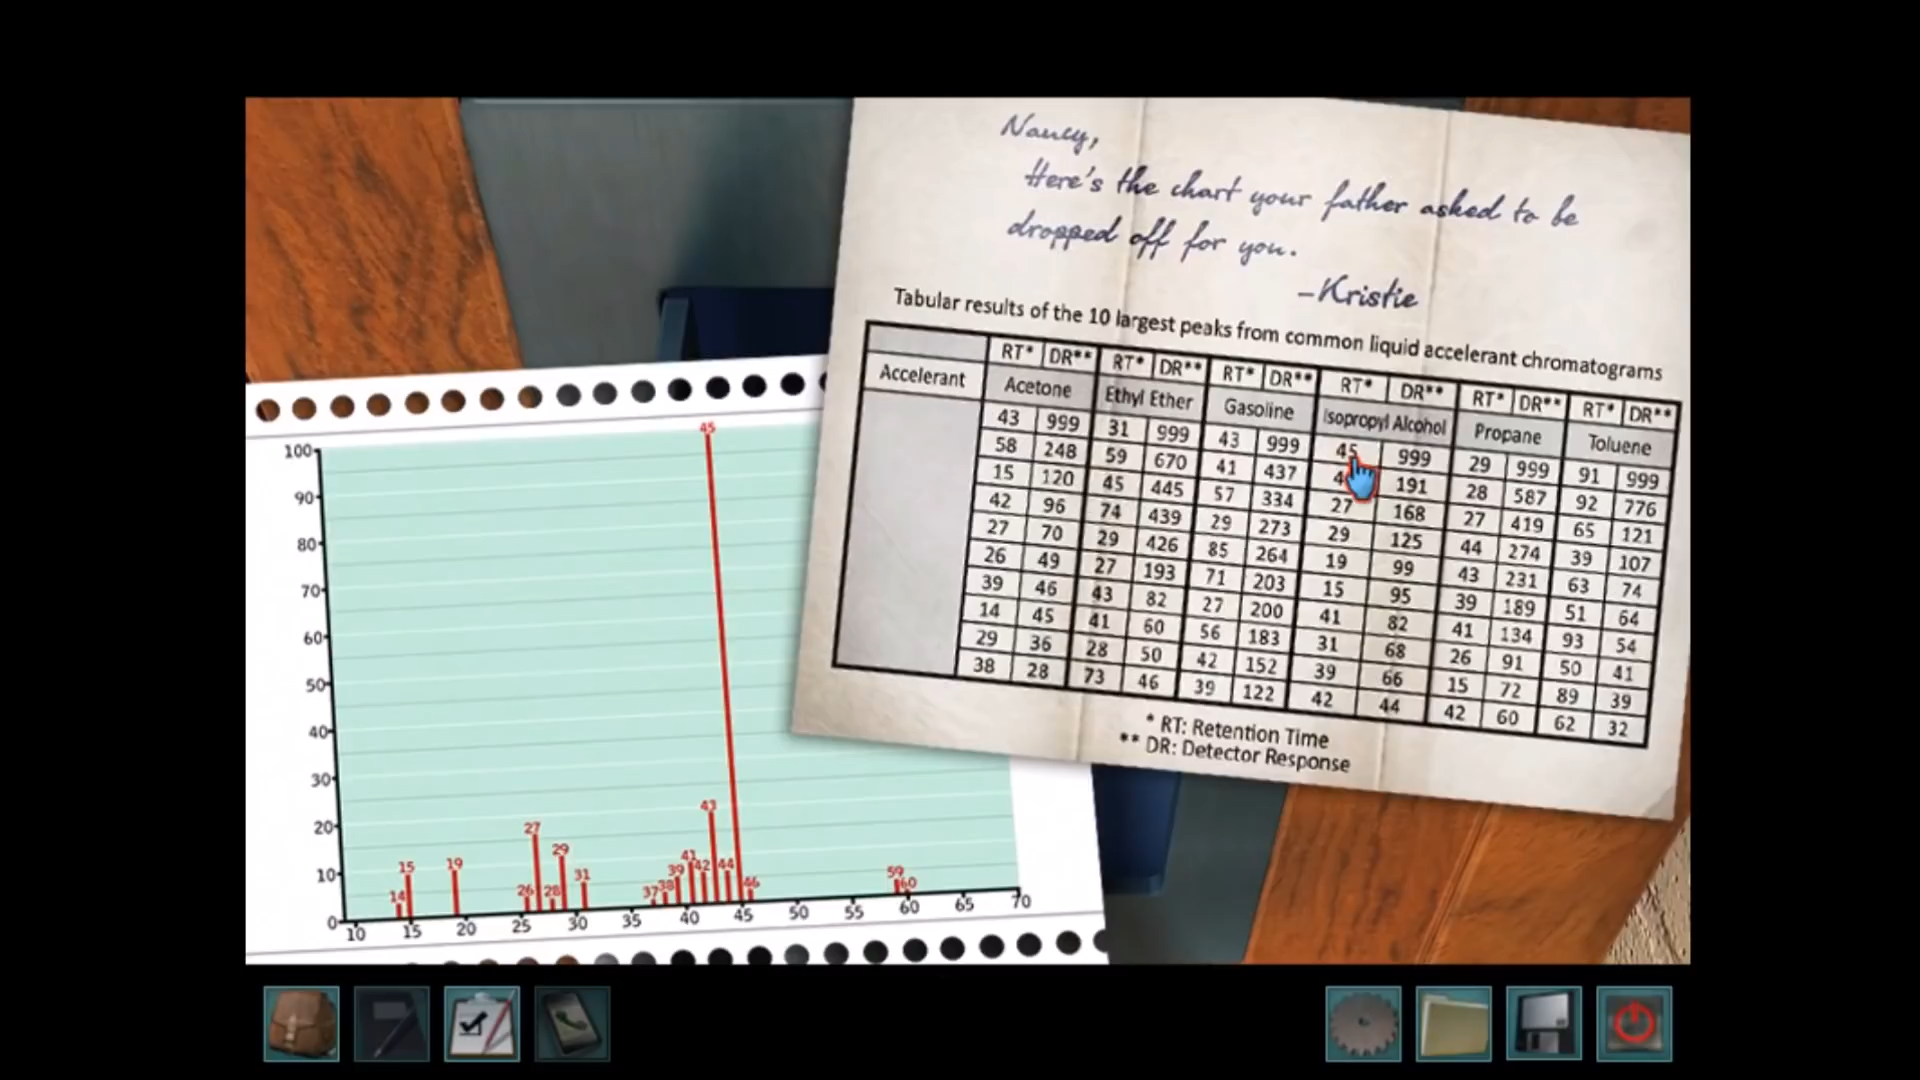 Nancy,
Here's the chart your father asked to be
dropped off for you.
-Kristie
Tabular results of the 10 largest peaks from common liquid accelerant chromatograms
RT* DR** RT* DR** RT* DR** RT* DR** RT* DR** RT* DR**
Accelerant Acetone Ethyl Ether Gasoline Isopropyl Alcohol Propane Toluene
43 999 31 999 43 999 45 999 29 999 91 999
58 248 59 670 41 437 191 28 587 92 776
15 120 45 445 57 334 27 168 27 419 65 121
42 96 74 439 29 273 29 125 44 274 39 107
27 70 29 426 85 264 19 99 43 231 63 74
26 49 27 193 71 203 15 95 39 189 51 64
39 46 43 82 27 200 41 82 41 134 93 54
14 45 41 60 56 183 31 68 26 91 50 41
29 36 28 50 42 152 39 66 15 72 89 39
38 28 73 46 39 122 42 44 42 60 62 32
* RT: Retention Time
** DR: Detector Response
100
90
80
70
60
50
40
30
20
10
0
45
43
27
29
41
15 19 39 42 44
31 59
14 26 28 37 38 46 60
10 15 20 25 30 35 40 45 50 55 60 65 70